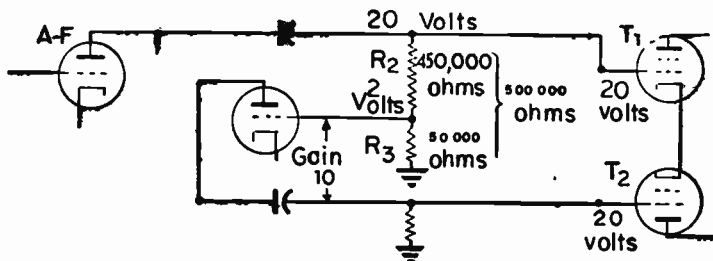 A-F
20 Volts
T1
R2
450,000 ohms
500 000 ohms
20 volts
2 Volts
R3
50 000 ohms
Gain 10
T2
20 volts